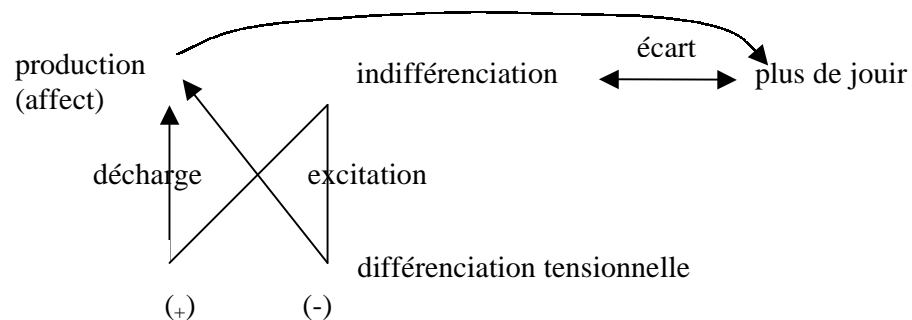 écart
production
(affect)
indifférenciation
plus de jouir
décharge
excitation
différenciation tensionnelle
(+)
(-)